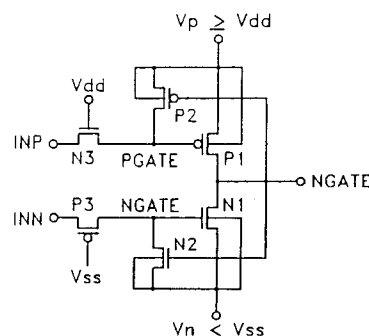 Vp ≥ Vdd
Vdd
P2
INP
N3
PGATE
P1
NGATE
P3
NGATE
N1
INN
N2
Vss
Vn < Vss